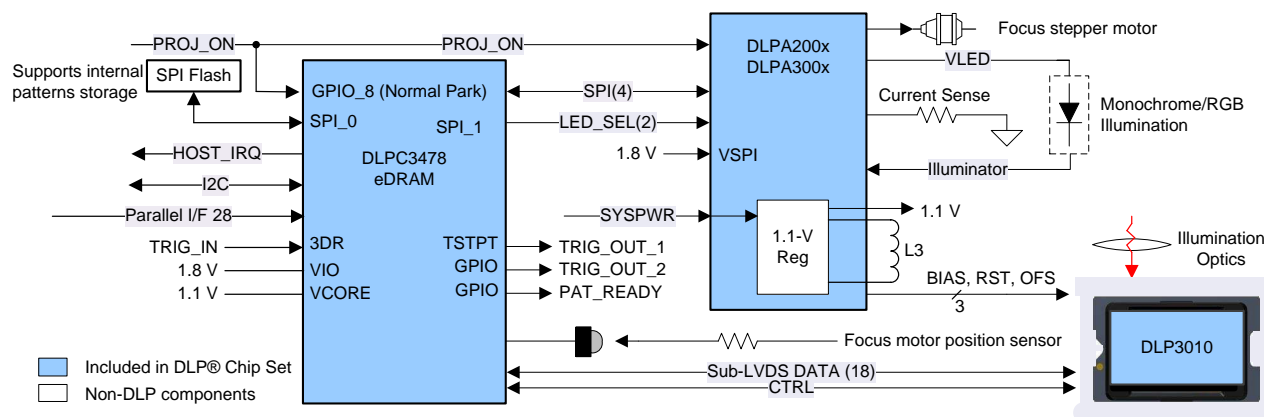 PROJ_ON
PROJ_ON
DLPA200x
DLPA300x
Focus stepper motor
VLED
Supports internal
patterns storage
SPI Flash
GPIO_8 (Normal Park)
SPI(4)
Current Sense
Monochrome/RGB
Illumination
SPI_0
SPI_1
LED_SEL(2)
HOST_IRQ
DLPC3478
eDRAM
1.8 V
VSPI
Illuminator
I2C
Parallel I/F 28
SYSPWR
1.1 V
1.1-V
Reg
L3
TRIG_IN
3DR
TSTPT
TRIG_OUT_1
Illumination
Optics
1.8 V
VIO
GPIO
TRIG_OUT_2
1.1 V
VCORE
GPIO
PAT_READY
BIAS, RST, OFS
3
Focus motor position sensor
DLP3010
Included in DLP® Chip Set
Non-DLP components
Sub-LVDS DATA (18)
CTRL